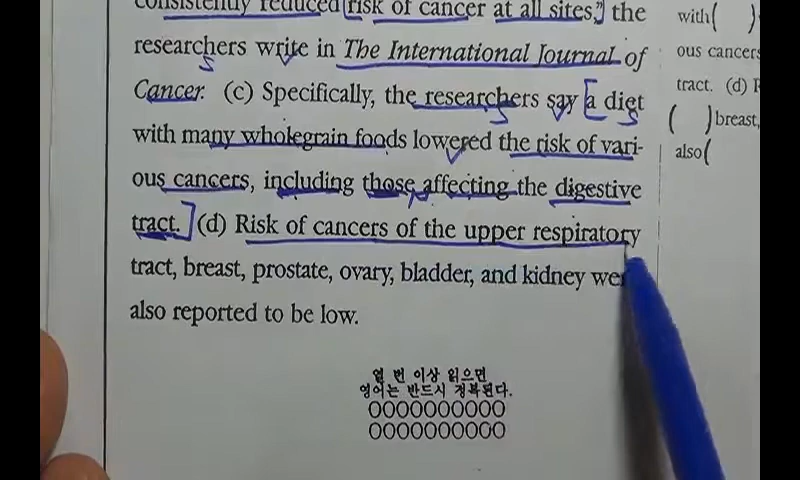 consistently reduced risk of cancer at all sites," the
researchers write in The International Journal of
Cancer. (c) Specifically, the researchers say a diet
with many wholegrain foods lowered the risk of vari-
ous cancers, including those affecting the digestive
tract. (d) Risk of cancers of the upper respiratory
tract, breast, prostate, ovary, bladder, and kidney
also reported to be low.
열 번 이상 읽으면
영어는 반드시 정복된다.
OOOOOOOOOO
OOOOOOOOOO
with( )
ous cancers
tract. (d)
( )breast,
also(
S
S
S